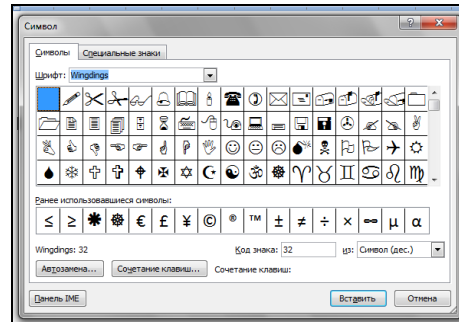 Символ
Символы Специальные знаки
Шрифт: Wingdings
Ранее использовавшиеся символы:
≤ ≥ ✱ ☸ € £ ¥ © ® ™ ± ≠ ÷ × ∞ µ α
Wingdings: 32 Код знака: 32 из: Символ (дес.)
Автозамена... Сочетание клавиш... Сочетание клавиш:
Панель IME Вставить Отмена